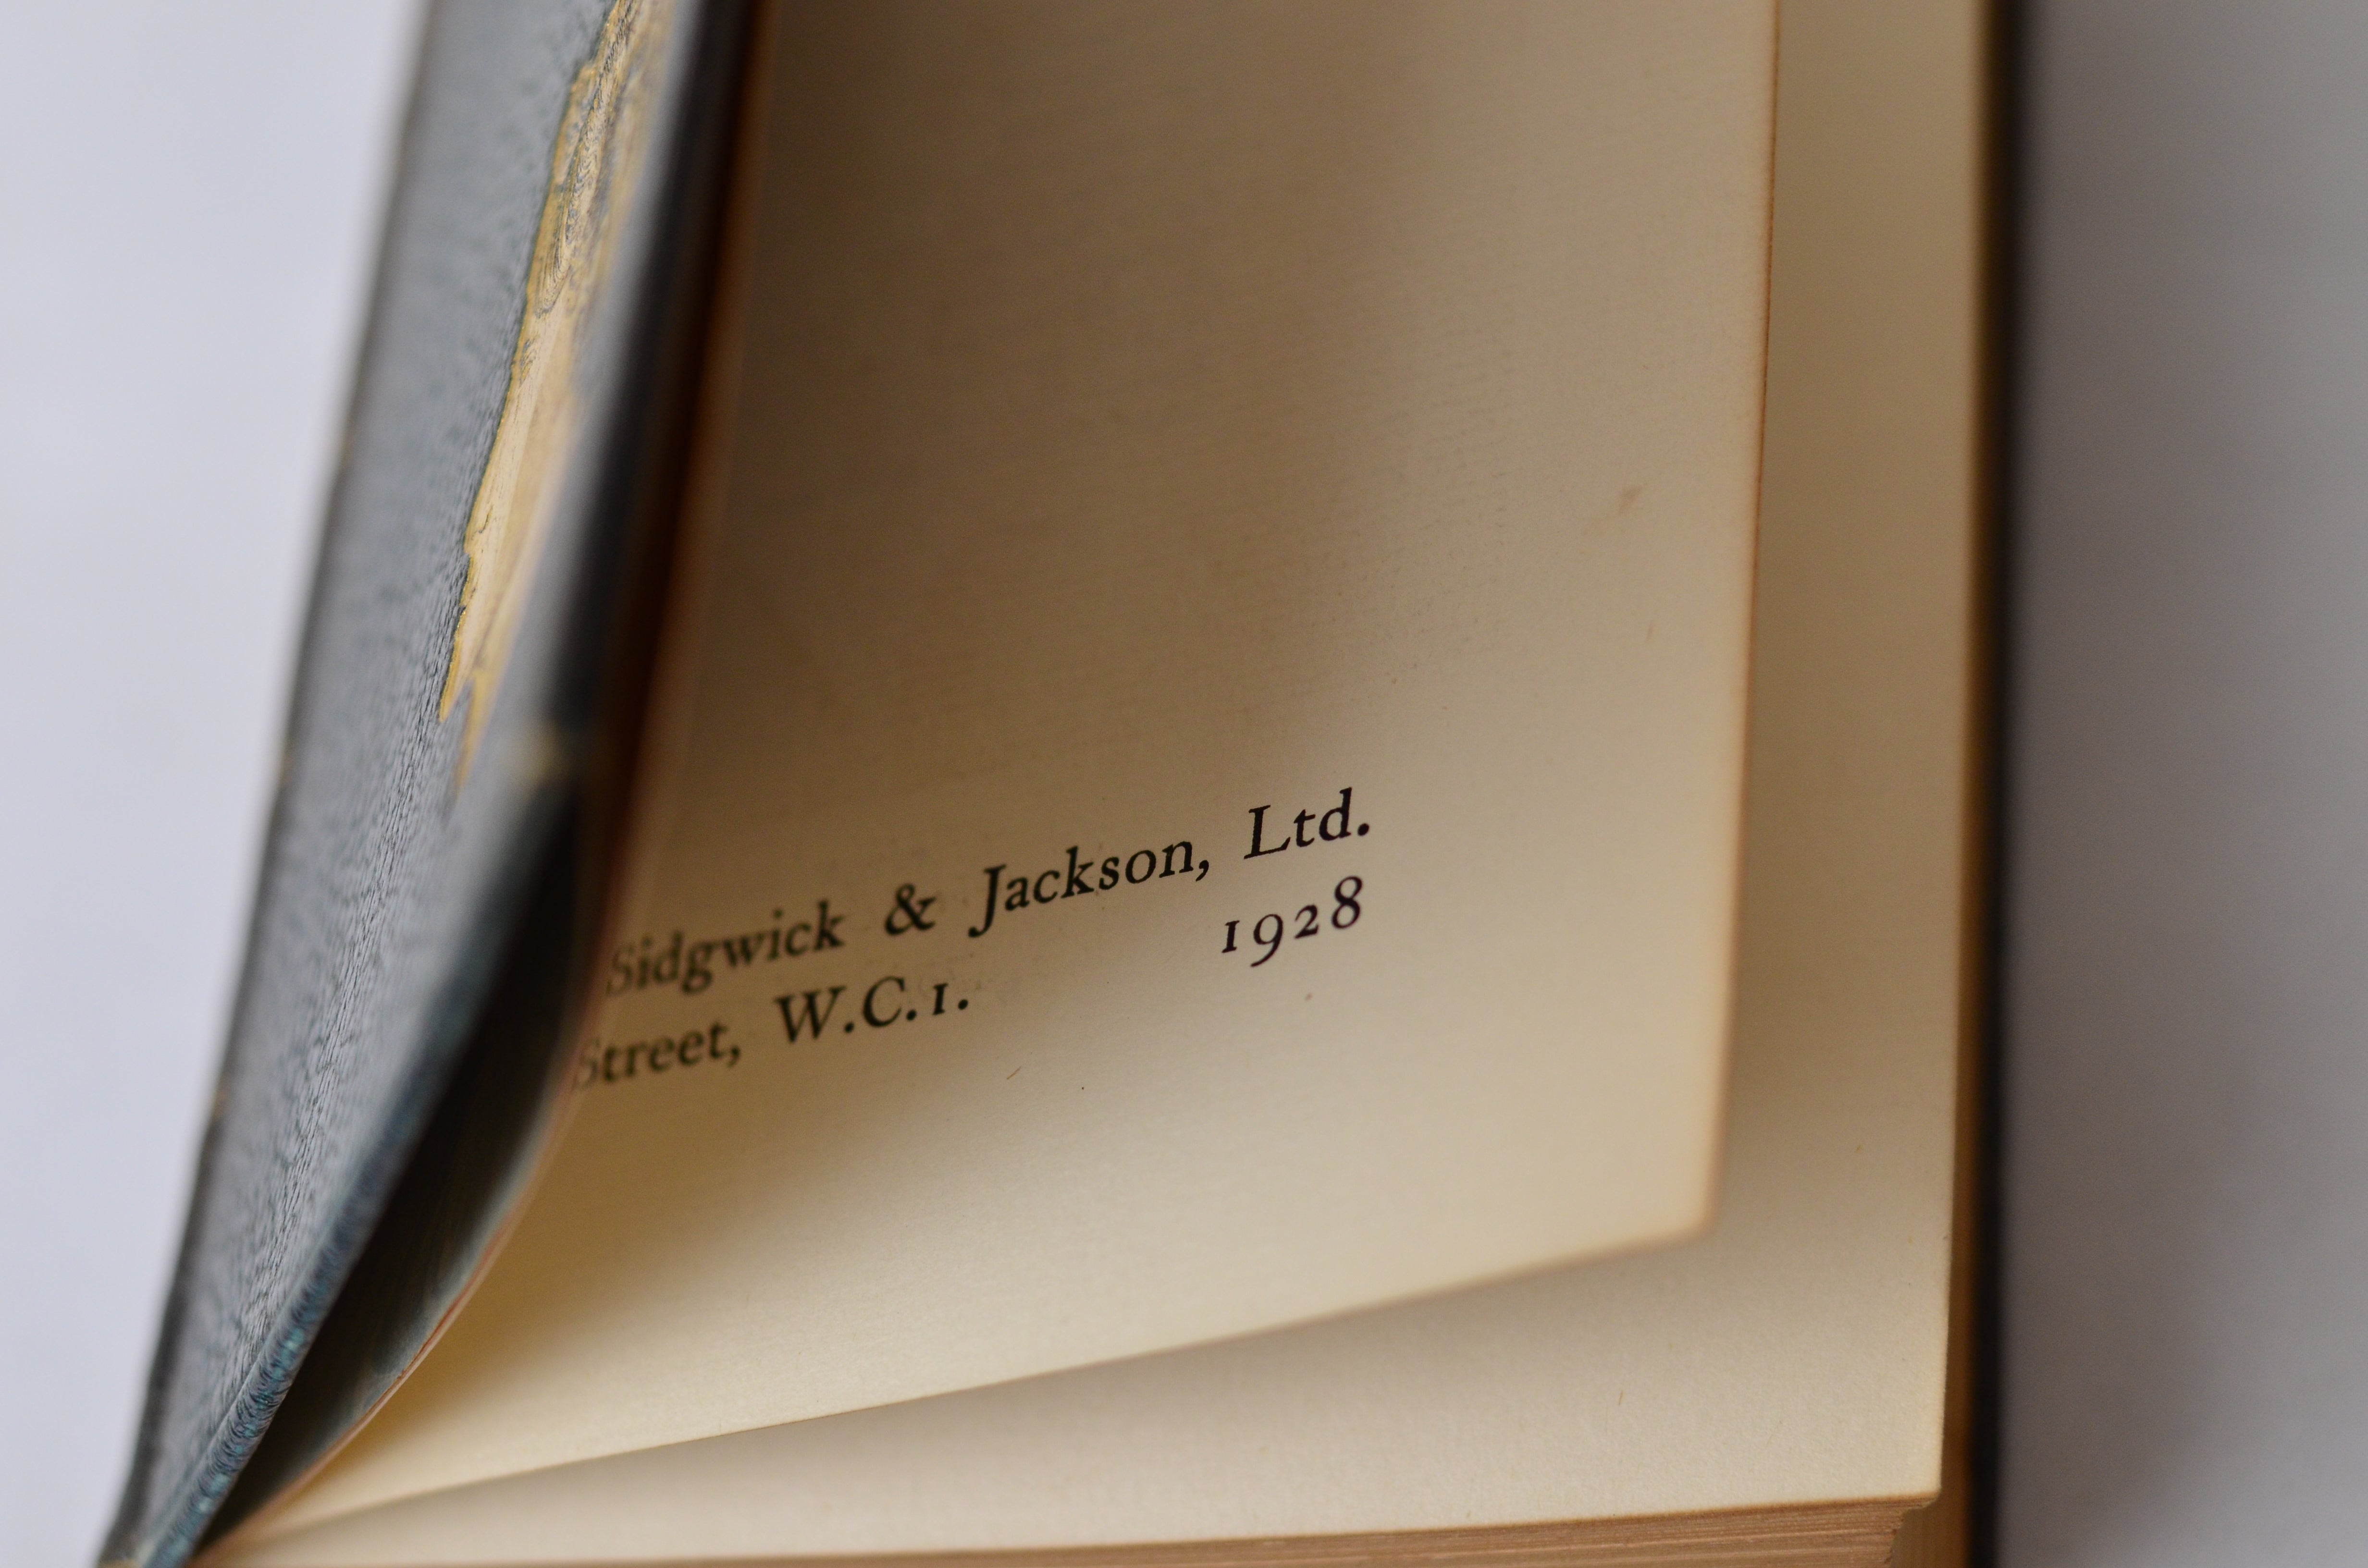 Sidgwick & Jackson, Ltd.
Street, W.C.1. 1928